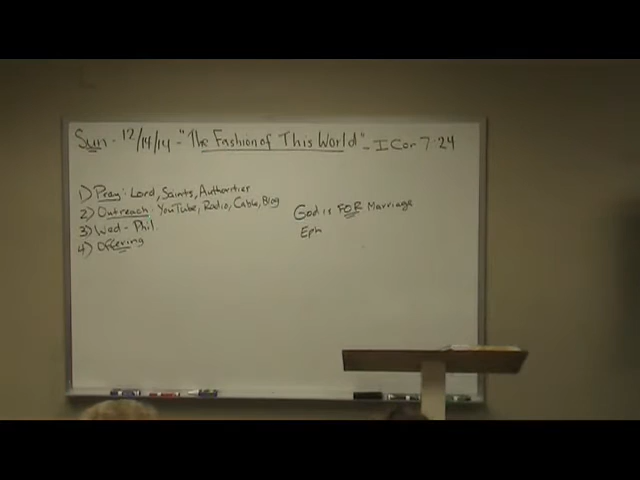 Sun - 12/14/14 - "The Fashion of This World" - I Cor 7:24
1) Pray: Lord, Saints, Authorities
2) Outreach: YouTube, Radio, Cable, Blog
3) Wed - Phil.
4) Offering
God is FOR Marriage
Eph